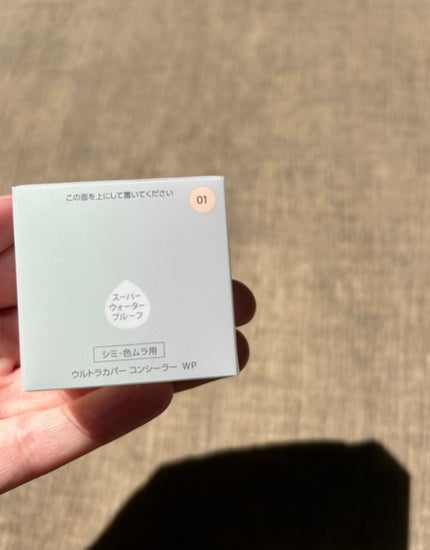 この面を上にして置いてください
01
スーパー
ウォーター
プルーフ
シミ・色ムラ用
ウルトラカバー コンシーラー WP